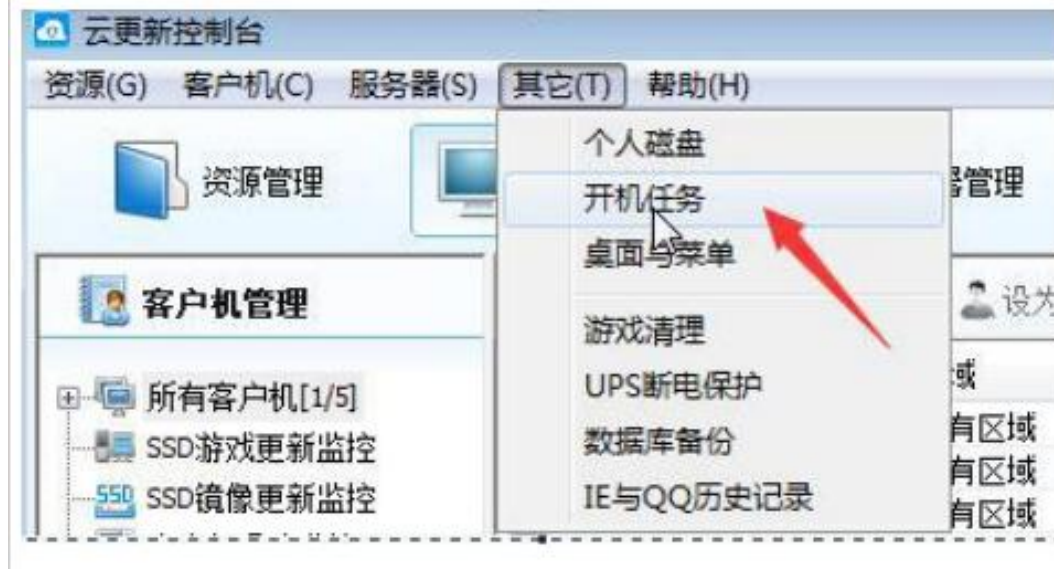 云更新控制台
资源(G) 客户机(C) 服务器(S) 其它(T) 帮助(H)
资源管理
个人磁盘
开机任务
桌面与菜单
游戏清理
UPS断电保护
数据库备份
IE与QQ历史记录
器管理
设为
客户机管理
所有客户机[1/5]
SSD游戏更新监控
SSD镜像更新监控
SSD
域
有区域
有区域
有区域